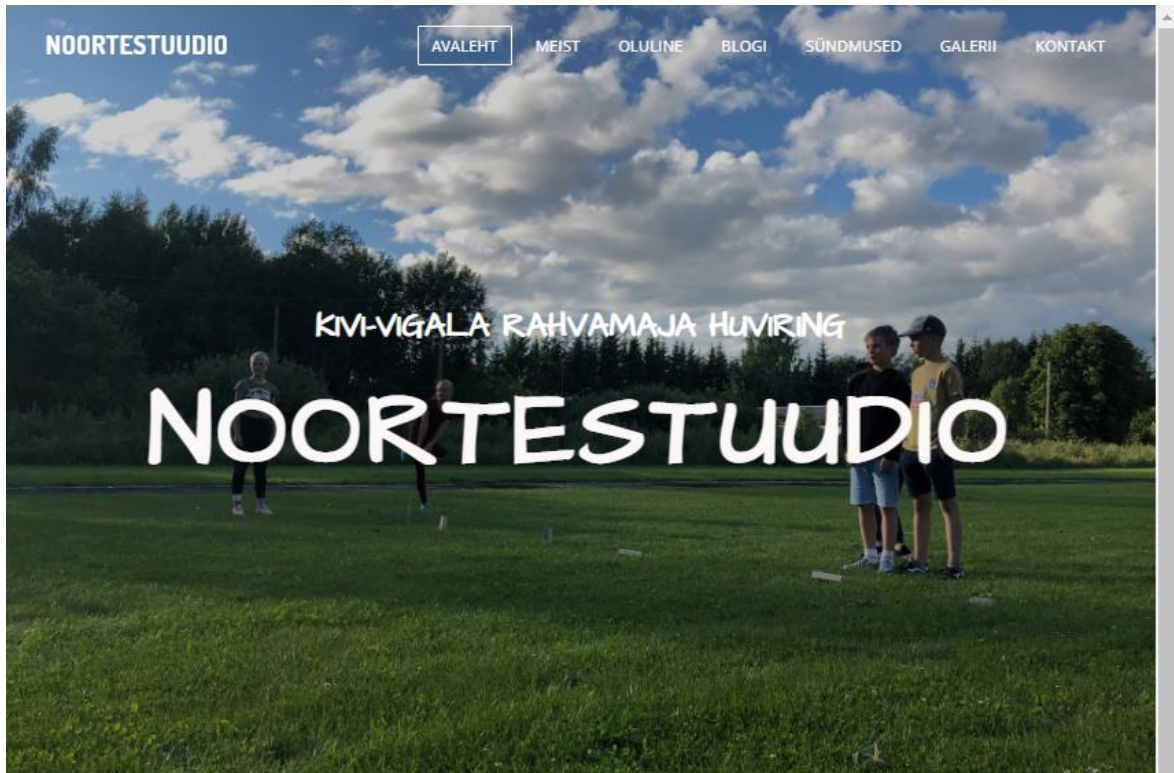 NOORTESTUUDIO
AVALEHT MEIST OLULINE BLOGI SÜNDMUSED GALERII KONTAKT
KIVI-VIGALA RAHVAMAJA HUVIRING
NOORTESTUUDIO